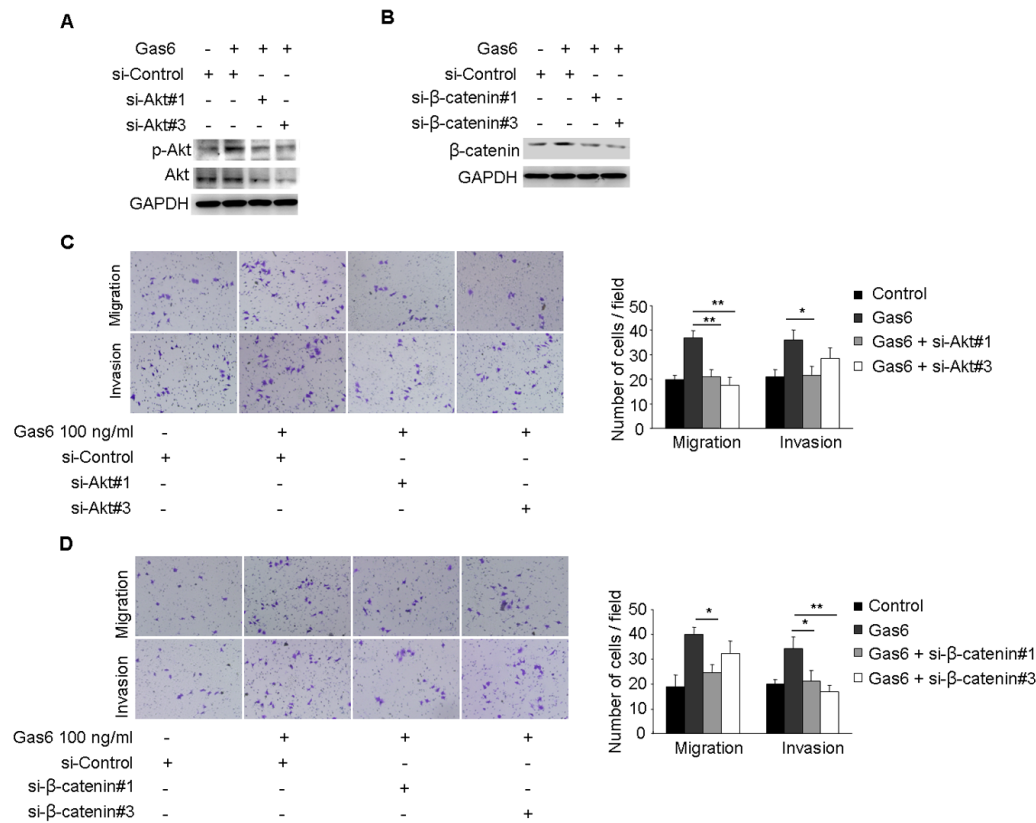 A
Gas6 - + + +
si-Control + + - -
si-Akt#1 - - + -
si-Akt#3 - - - +
p-Akt
Akt
GAPDH
B
Gas6 - + + +
si-Control + + - -
si-β-catenin#1 - - + -
si-β-catenin#3 - - - +
β-catenin
GAPDH
C
Migration
Invasion
Gas6 100 ng/ml - + + +
si-Control + + - -
si-Akt#1 - - + -
si-Akt#3 - - - +
Number of cells / field
50
40
30
20
10
0
** 
**
*
Migration Invasion
Control
Gas6
Gas6 + si-Akt#1
Gas6 + si-Akt#3
D
Migration
Invasion
Gas6 100 ng/ml - + + +
si-Control + + - -
si-β-catenin#1 - - + -
si-β-catenin#3 - - - +
Number of cells / field
50
40
30
20
10
0
*
**
*
Migration Invasion
Control
Gas6
Gas6 + si-β-catenin#1
Gas6 + si-β-catenin#3